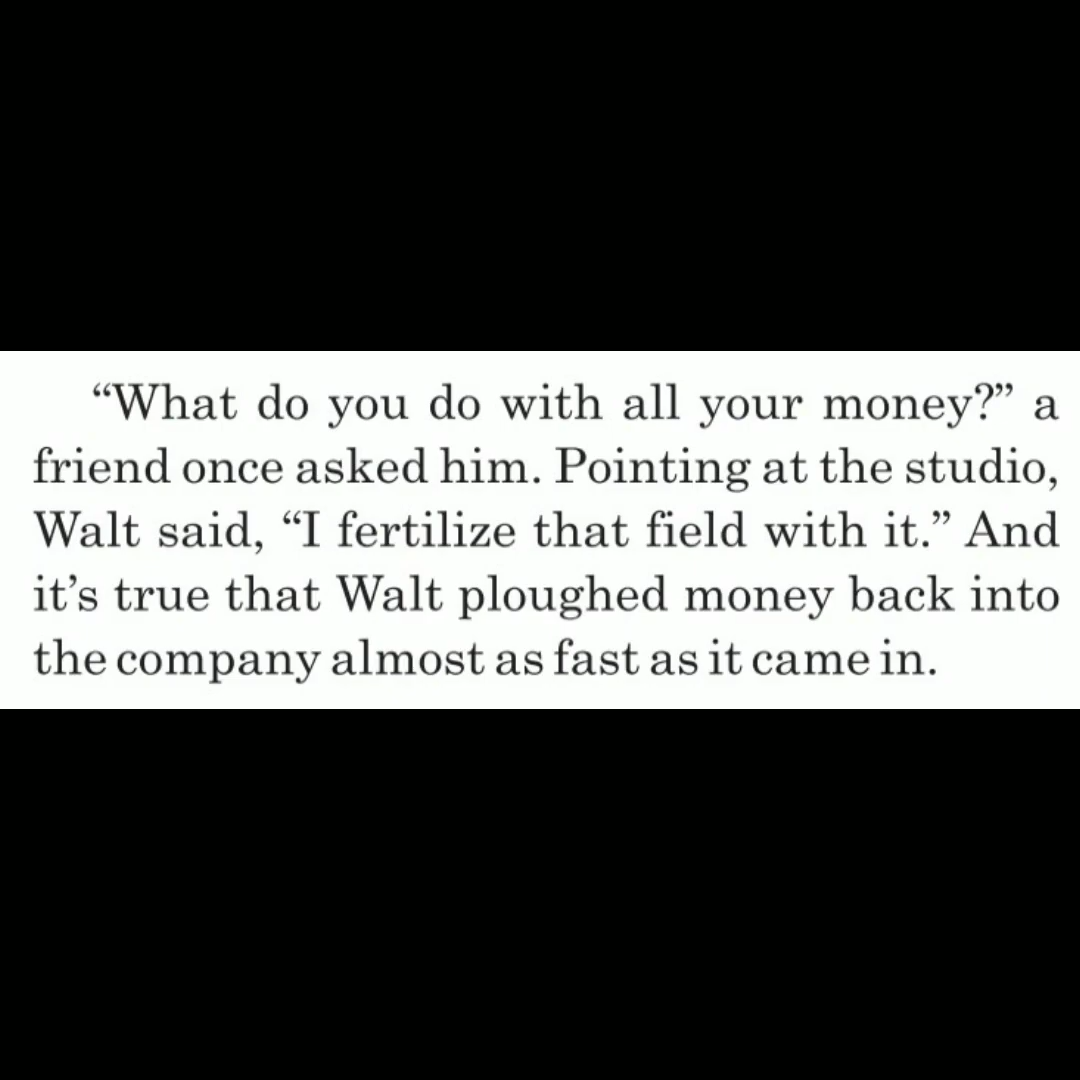 “What do you do with all your money?” a
friend once asked him. Pointing at the studio,
Walt said, “I fertilize that field with it.” And
it’s true that Walt ploughed money back into
the company almost as fast as it came in.